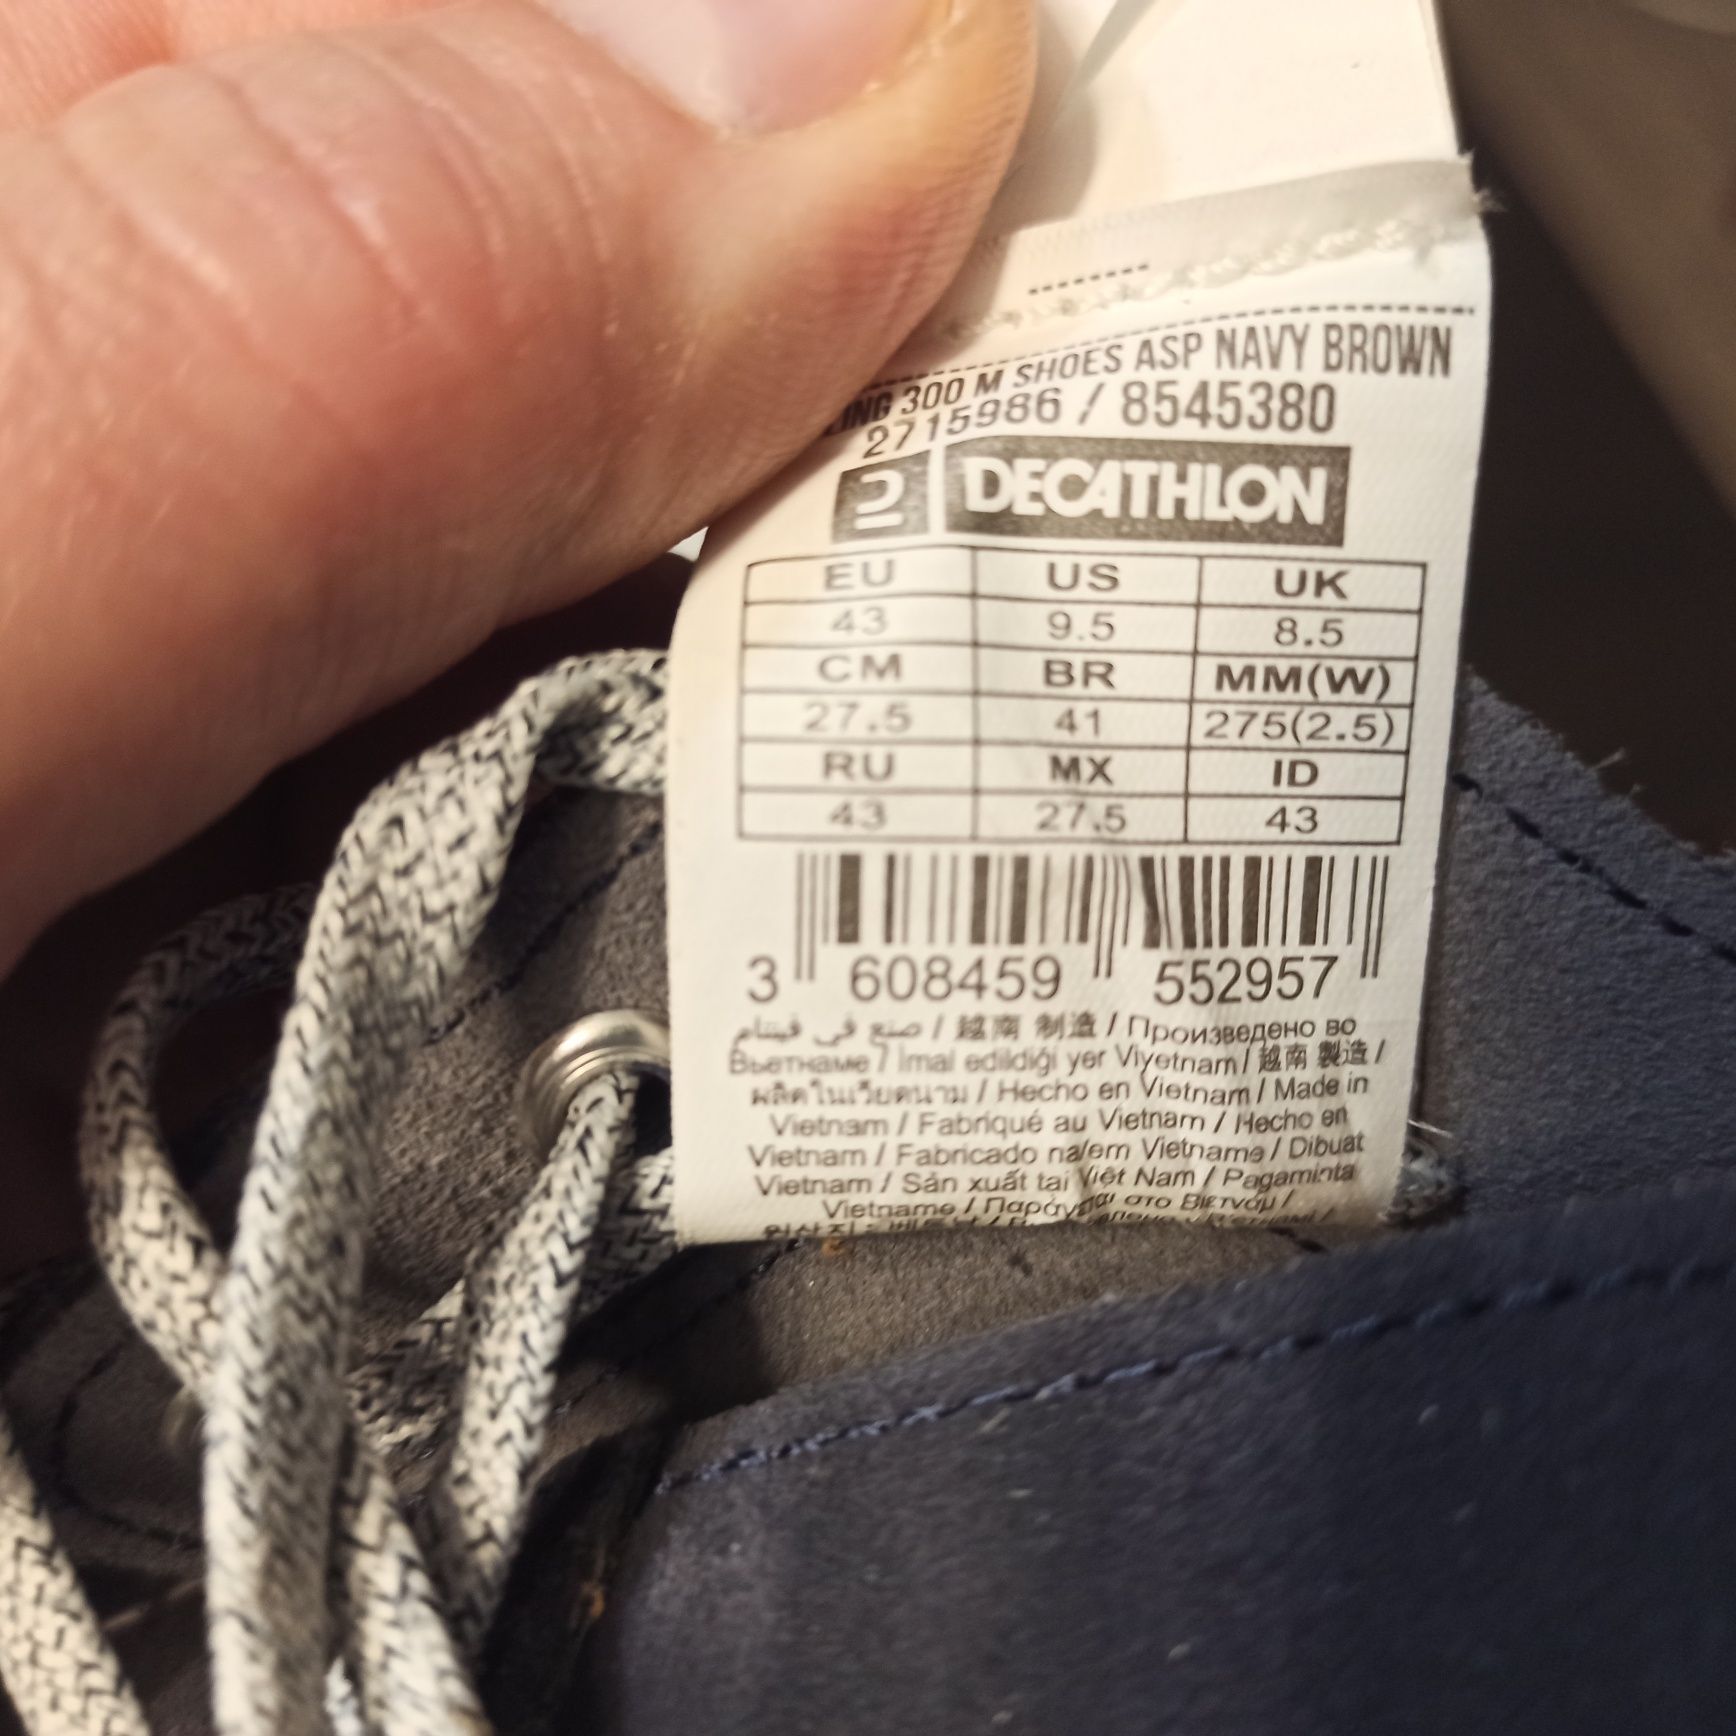 300 M SHOES ASP NAVY BROWN
2715986 / 8545380
DECATHLON
EU US UK
43 9.5 8.5
CM BR MM(W)
27.5 41 275(2.5)
RU MX ID
43 27.5 43
3 608459 552957
صنع في فيتنام / 越南 制造 / Произведено во
Вьетнаме / İmal edildiği yer Viyetnam / 越南 製造 /
ผลิตในเวียดนาม / Hecho en Vietnam / Made in
Vietnam / Fabriqué au Vietnam / Hecho en
Vietnam / Fabricado na/em Vietname / Dibuat
Vietnam / Sản xuất tại Việt Nam / Pagaminta
Vietname / στο Βιετνάμ /